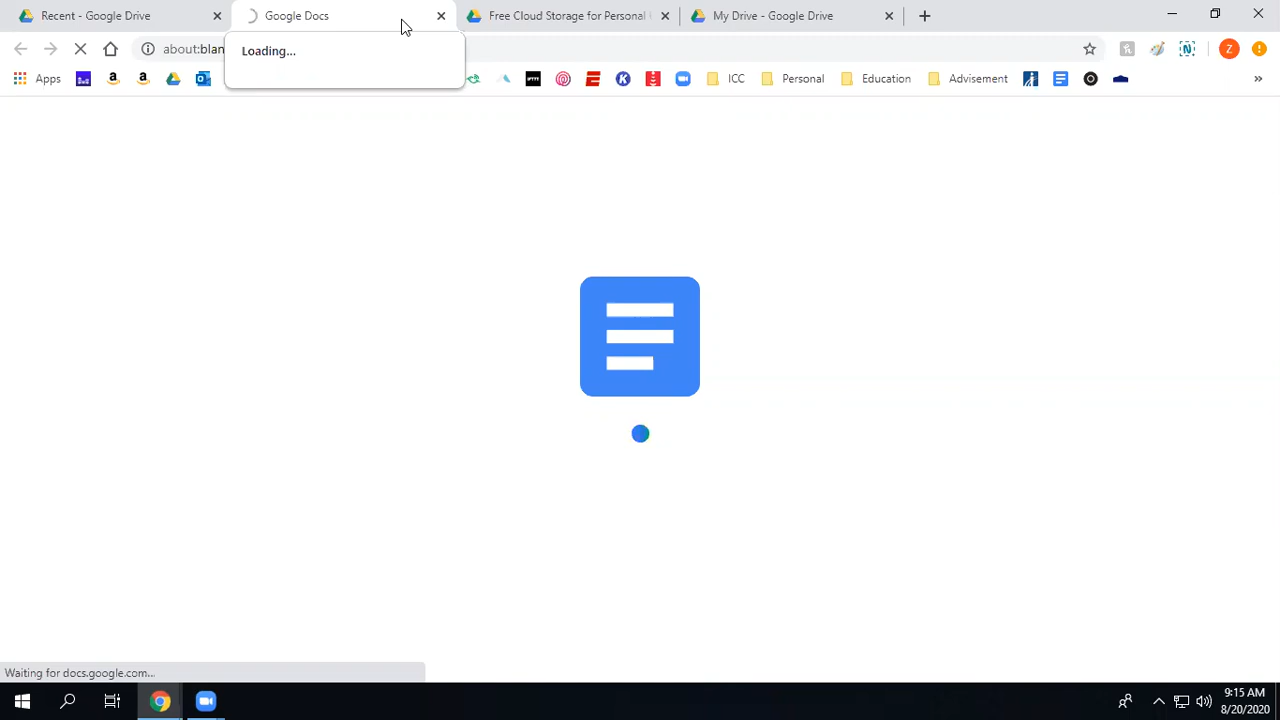 Recent - Google Drive
Google Docs
Free Cloud Storage for Personal
My Drive - Google Drive
about:blan
Loading...
Apps
ICC
Personal
Education
Advisement
Z
Waiting for docs.google.com...
9:15 AM
8/20/2020